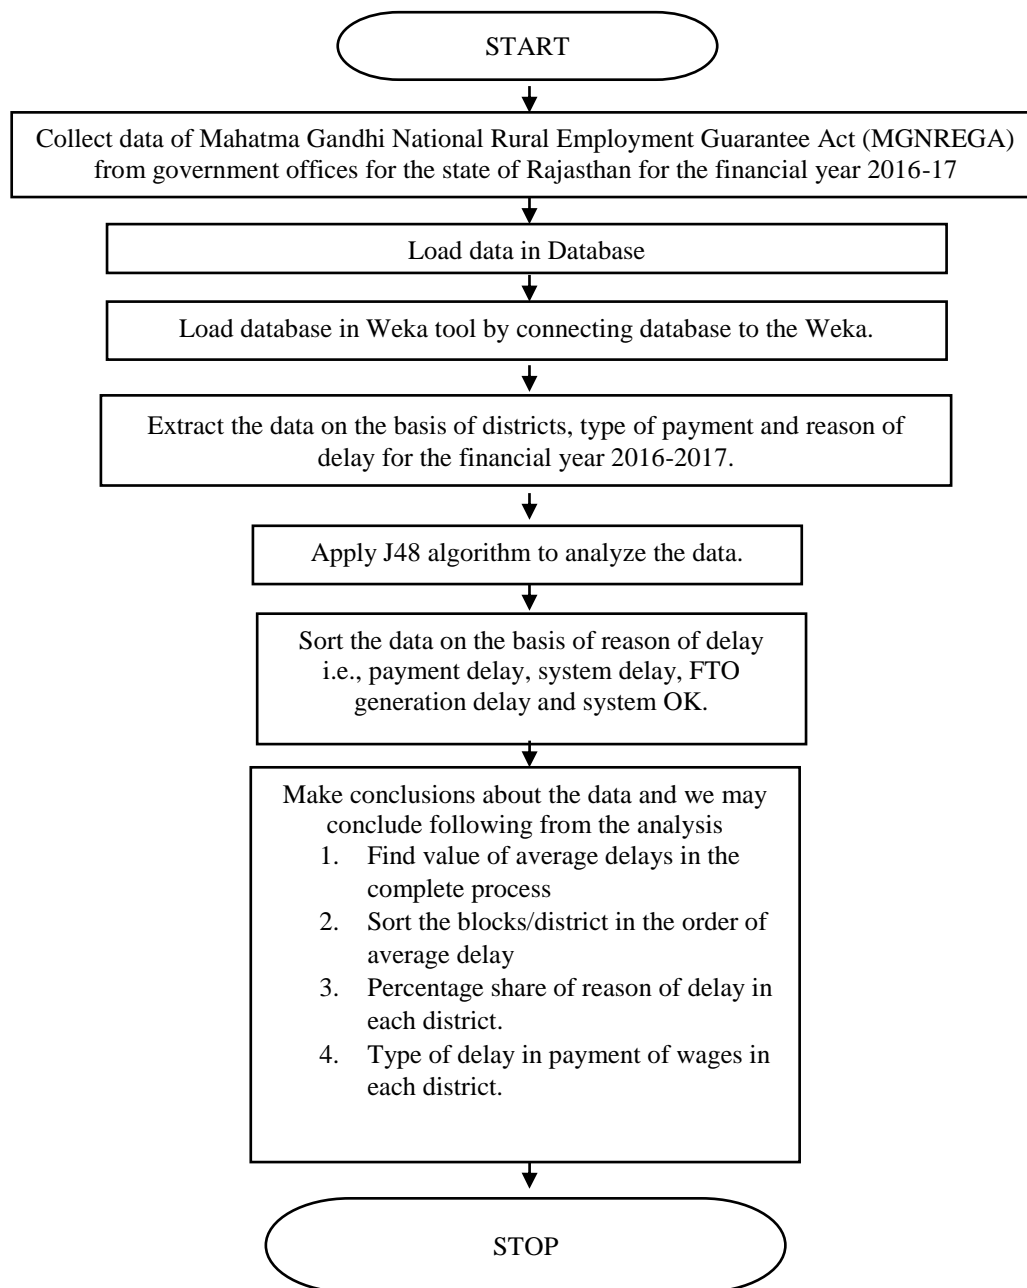 START
Collect data of Mahatma Gandhi National Rural Employment Guarantee Act (MGNREGA)
from government offices for the state of Rajasthan for the financial year 2016-17
Load data in Database
Load database in Weka tool by connecting database to the Weka.
Extract the data on the basis of districts, type of payment and reason of
delay for the financial year 2016-2017.
Apply J48 algorithm to analyze the data.
Sort the data on the basis of reason of delay
i.e., payment delay, system delay, FTO
generation delay and system OK.
Make conclusions about the data and we may
conclude following from the analysis
1. Find value of average delays in the
complete process
2. Sort the blocks/district in the order of
average delay
3. Percentage share of reason of delay in
each district.
4. Type of delay in payment of wages in
each district.
STOP